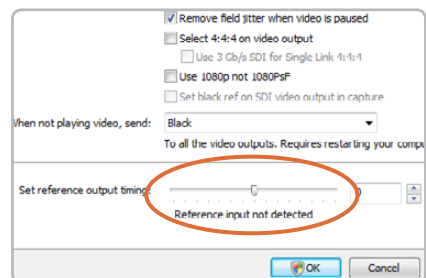 Remove field jitter when video is paused
Select 4:4:4 on video output
Use 3 Gb/s SDI for Single Link 4:4:4
Use 1080p not 1080PsF
Set black ref on SDI video output in capture
When not playing video, send: Black
To all the video outputs. Requires restarting your
Set reference output timing: 0
Reference input not detected
OK Cancel